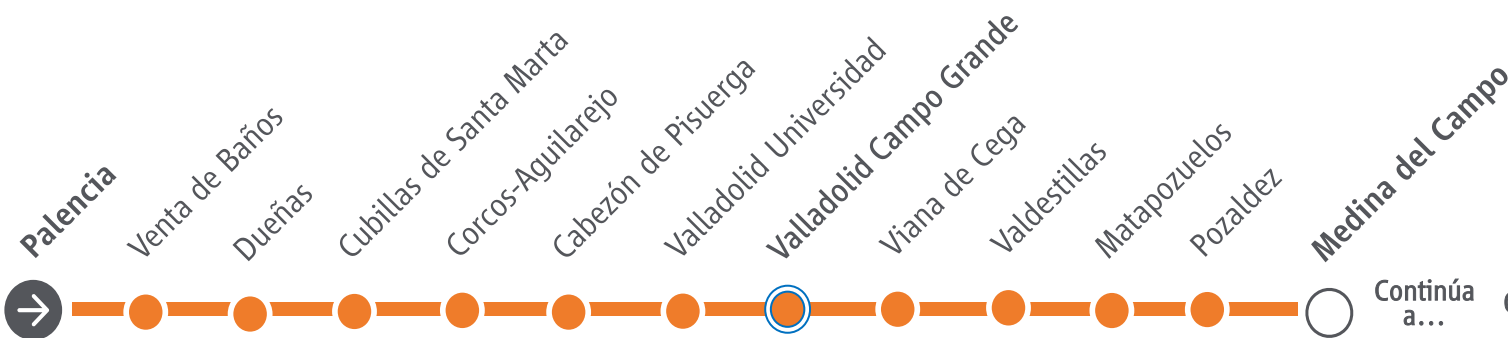 Palencia
Venta de Baños
Dueñas
Cubillas de Santa Marta
Corcos-Aguilarejo
Cabezón de Pisuerga
Valladolid Universidad
Valladolid Campo Grande
Viana de Cega
Valdestillas
Matapozuelos
Pozaldez
Medina del Campo
Continúa
a...